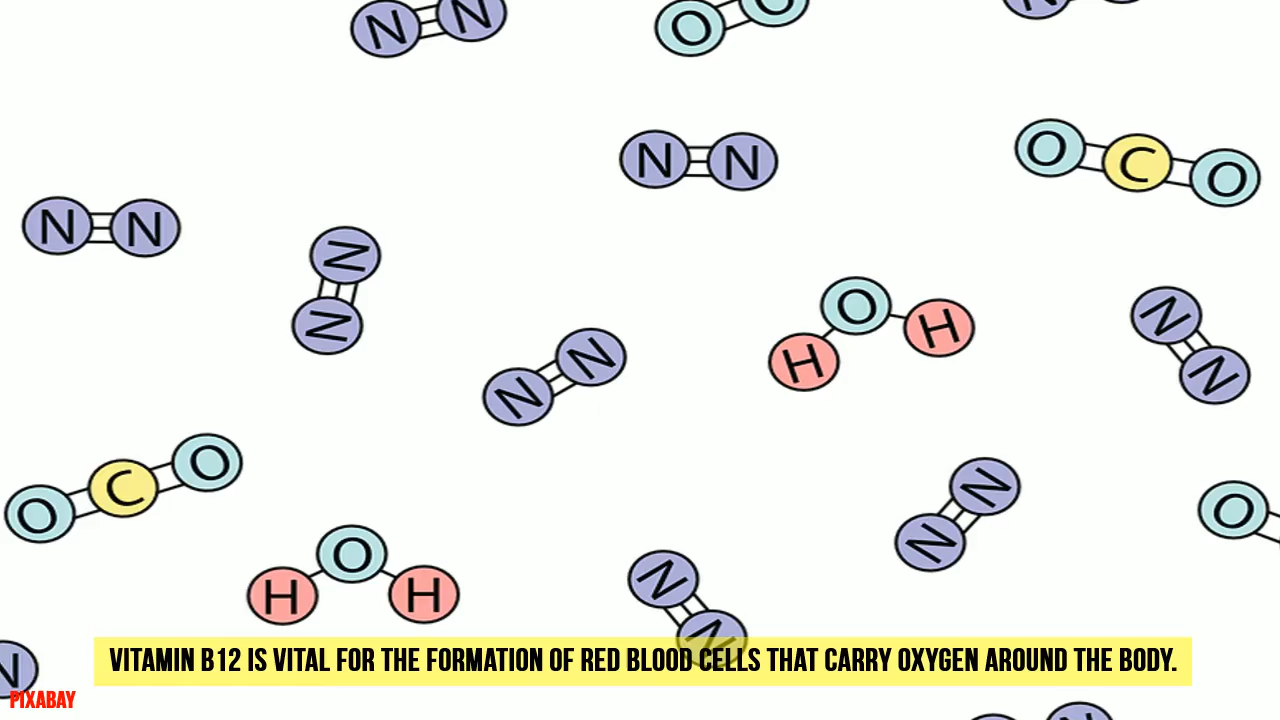 N N
O O
N
N N
O C O
N N
N
N
O
H H
N
N
N N
O C O
N
N
O
O
H H
N
N
N
VITAMIN B12 IS VITAL FOR THE FORMATION OF RED BLOOD CELLS THAT CARRY OXYGEN AROUND THE BODY.
PIXABAY